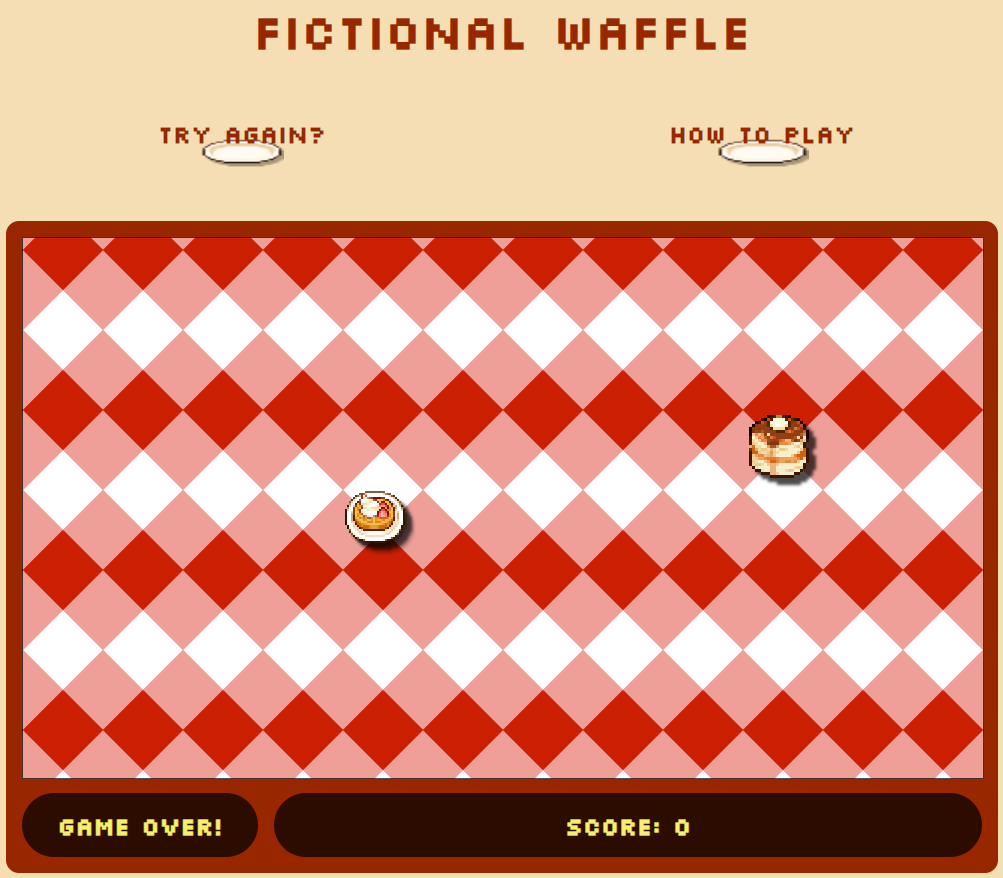 FICTIONAL WAFFLE
TRY AGAIN?
HOW TO PLAY
GAME OVER!
SCORE: 0